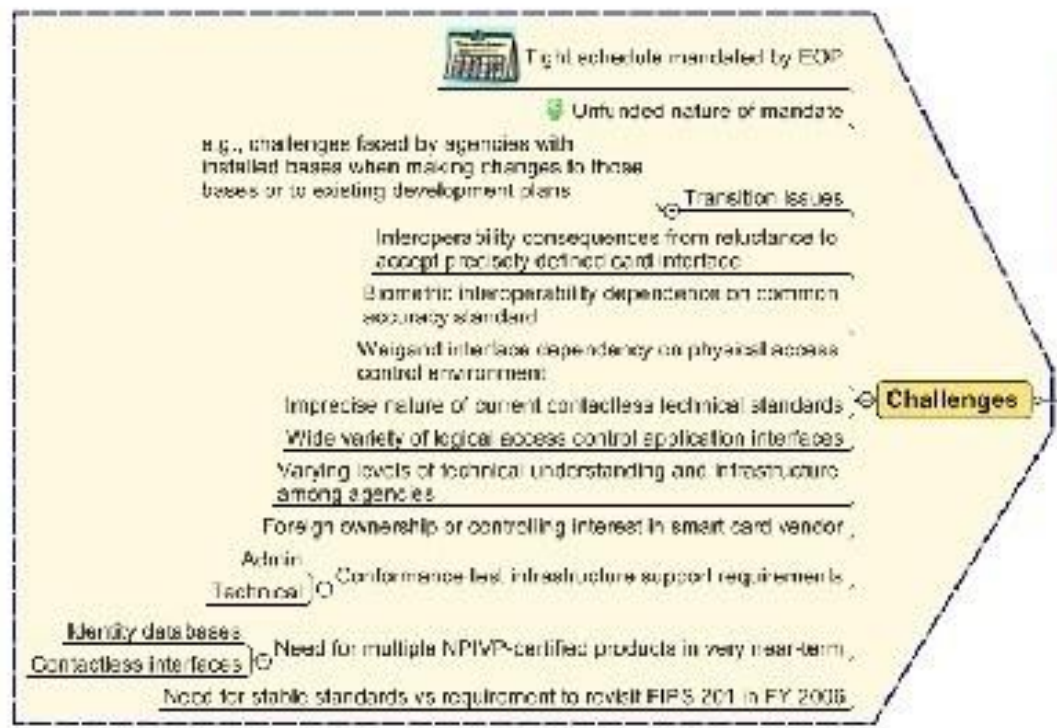 Tight schedule mandated by EOP
Unfunded nature of mandate
e.g., challenges faced by agencies with
installed bases when making changes to those
bases or to existing development plans
Transition issues
Interoperability consequences from reluctance to
accept precisely defined card interface
Biometric interoperability dependence on common
accuracy standard
Weigand interface dependency on physical access
control environment
Imprecise nature of current contactless technical standards
Challenges
Wide variety of logical access control application interfaces
Varying levels of technical understanding and infrastructure
among agencies
Foreign ownership or controlling interest in smart card vendor
Admin
Technical
Conformance test infrastructure support requirements
Identity databases
Contactless interfaces
Need for multiple NPIVP-certified products in very near-term
Need for stable standards vs requirement to revisit FIPS 201 in FY 2006